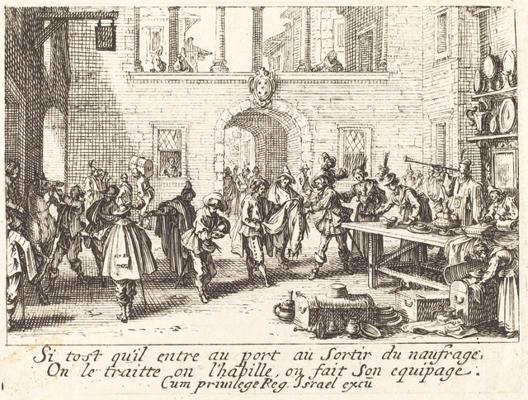 Si tost qu'il entre au port au Sortir du naufrage,
On le traitte on l'habille, on fait Son equipage.
Cum priuilege Reg. Israel excu